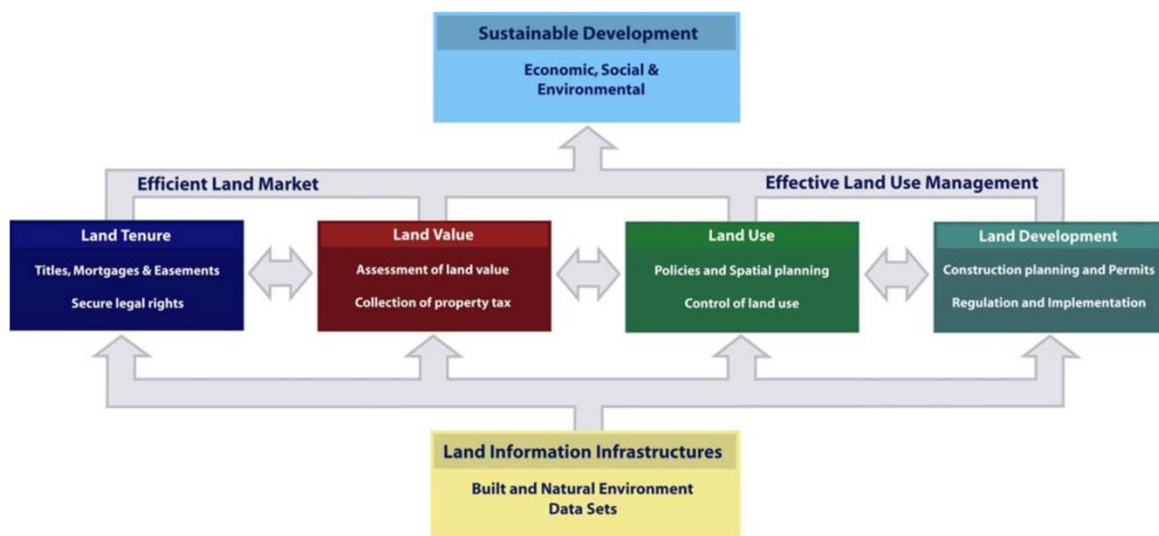 Sustainable Development
Economic, Social &
Environmental
Efficient Land Market
Effective Land Use Management
Land Tenure
Titles, Mortgages & Easements
Secure legal rights
Land Value
Assessment of land value
Collection of property tax
Land Use
Policies and Spatial planning
Control of land use
Land Development
Construction planning and Permits
Regulation and Implementation
Land Information Infrastructures
Built and Natural Environment
Data Sets